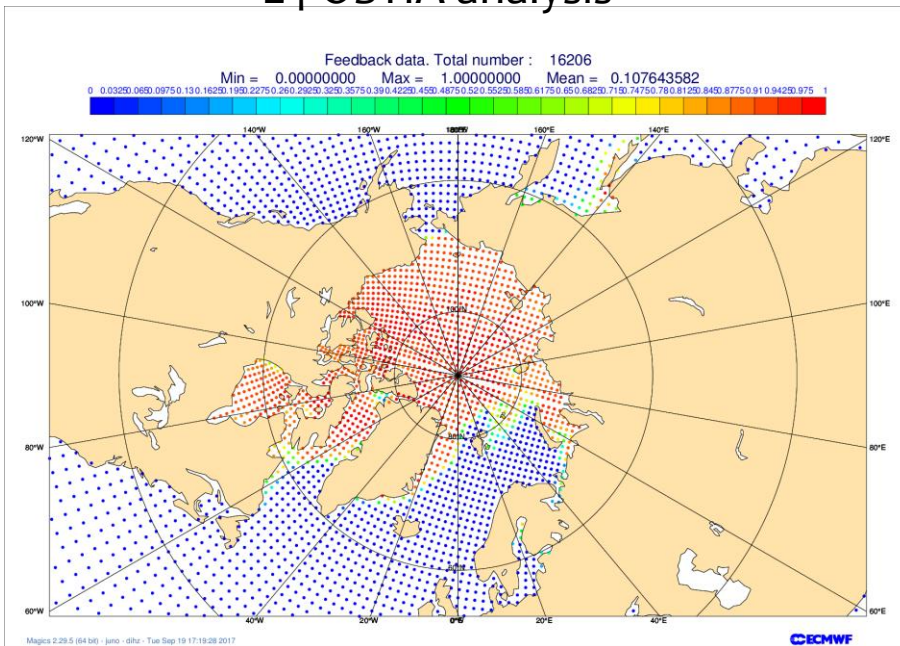 analysis
Feedback data. Total number : 16206
Min = 0.00000000 Max = 1.00000000 Mean = 0.107643582
0 0.0325 0.065 0.0975 0.13 0.1625 0.195 0.2275 0.26 0.2925 0.325 0.3575 0.39 0.4225 0.455 0.4875 0.52 0.5525 0.585 0.6175 0.65 0.6825 0.715 0.7475 0.78 0.8125 0.845 0.8775 0.91 0.9425 0.975 1
140°W 160°W 160°E 140°E
120°W 120°E
100°W 100°E
80°W 80°E
60°W 60°E
40°W 20°W 20°E 40°E
Magics 2.29.5 (64 bit) - juno - dihz - Tue Sep 19 17:19:28 2017
ECMWF